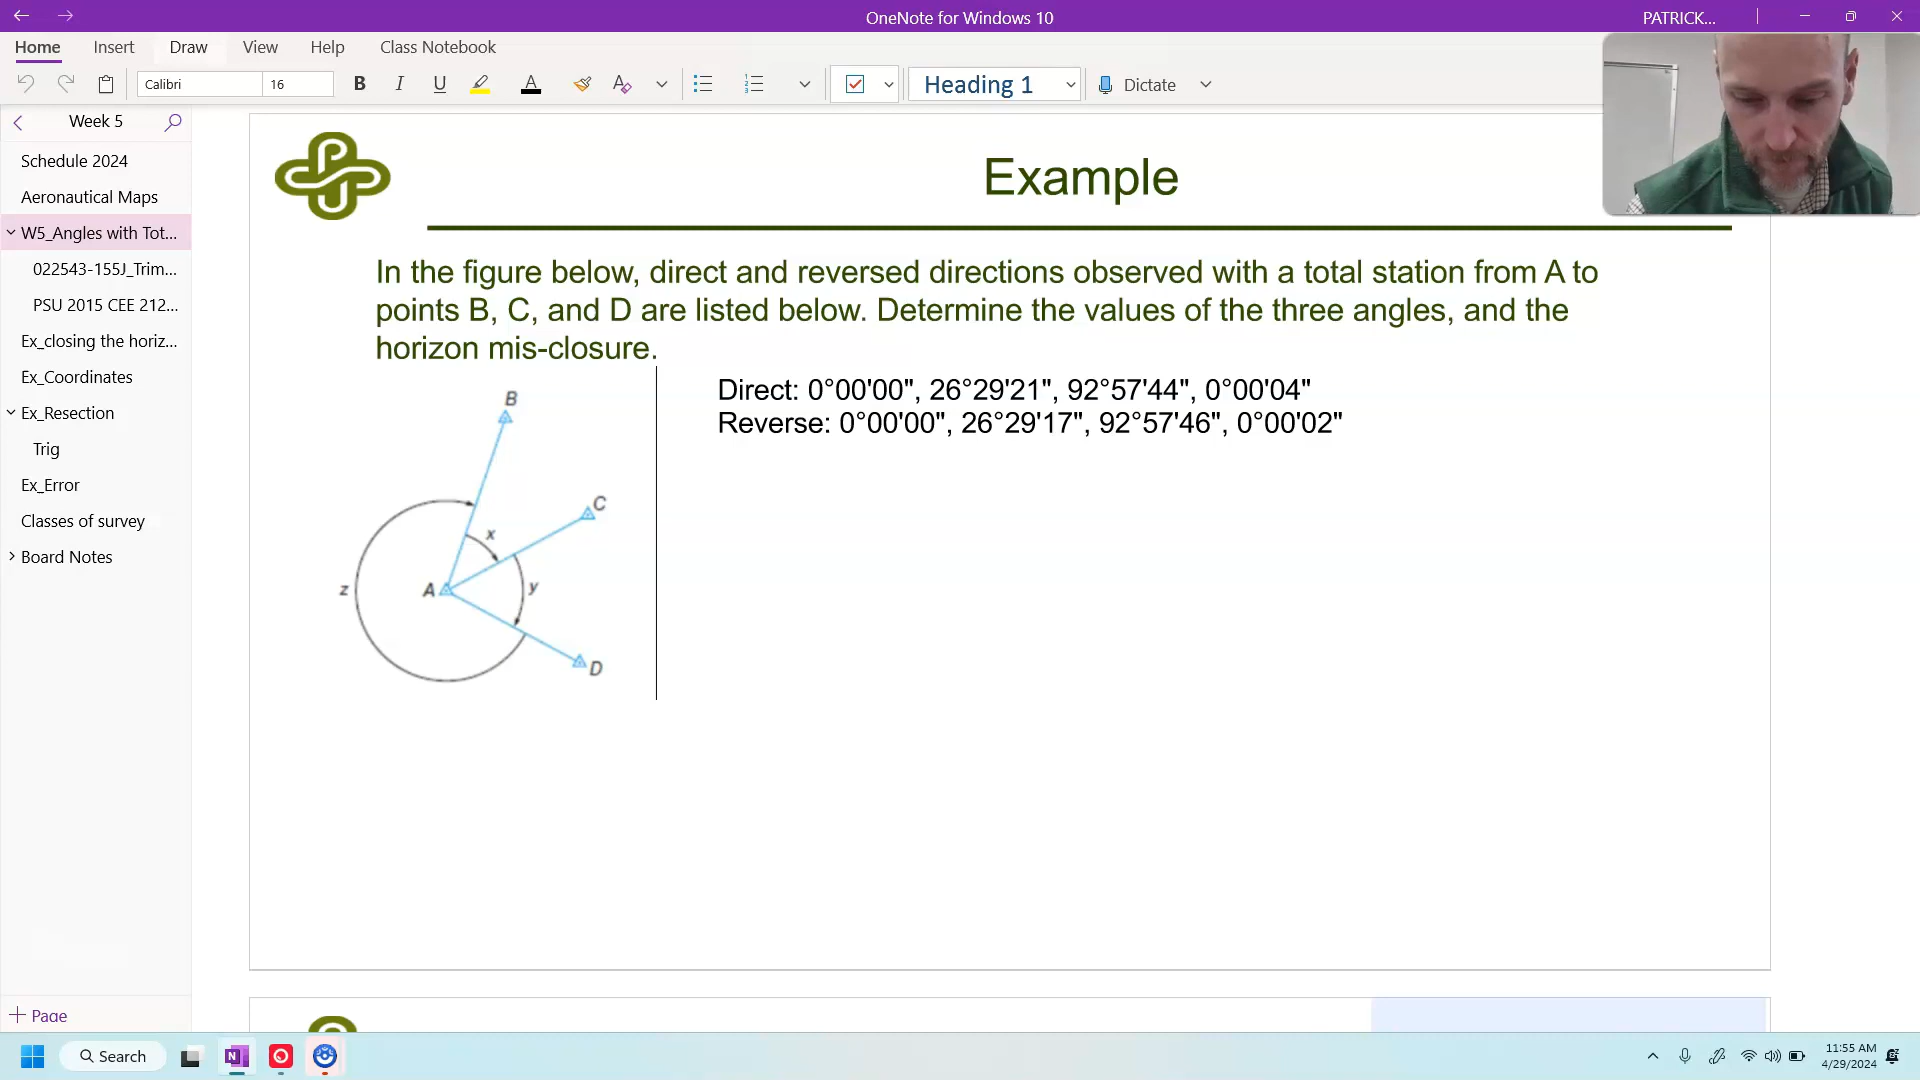 OneNote for Windows 10
PATRICK...
Home Insert Draw View Help Class Notebook
Calibri 16 B I U A Heading 1 Dictate
Week 5
Schedule 2024
Aeronautical Maps
W5_Angles with Tot...
022543-155J_Trim...
PSU 2015 CEE 212...
Ex_closing the horiz...
Ex_Coordinates
Ex_Resection
Trig
Ex_Error
Classes of survey
Board Notes
Page
Example
In the figure below, direct and reversed directions observed with a total station from A to
points B, C, and D are listed below. Determine the values of the three angles, and the
horizon mis-closure.
Direct: 0°00'00", 26°29'21", 92°57'44", 0°00'04"
Reverse: 0°00'00", 26°29'17", 92°57'46", 0°00'02"
B
C
x
z
A
y
D
Search
11:55 AM
4/29/2024